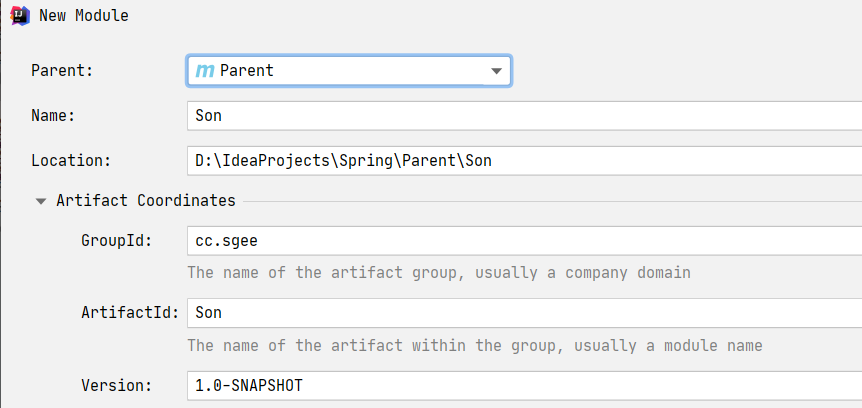 New Module
Parent: m Parent
Name: Son
Location: D:\IdeaProjects\Spring\Parent\Son
Artifact Coordinates
GroupId: cc.sgee
The name of the artifact group, usually a company domain
ArtifactId: Son
The name of the artifact within the group, usually a module name
Version: 1.0-SNAPSHOT